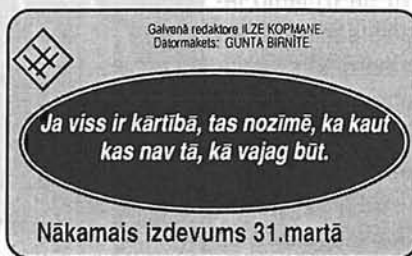 Galvenā redaktore ILZE KOPMANE.
Datormakets: GUNTA BIRNĪTE.
Ja viss ir kārtībā, tas nozīmē, ka kaut
kas nav tā, kā vajag būt.
Nākamais izdevums 31.martā